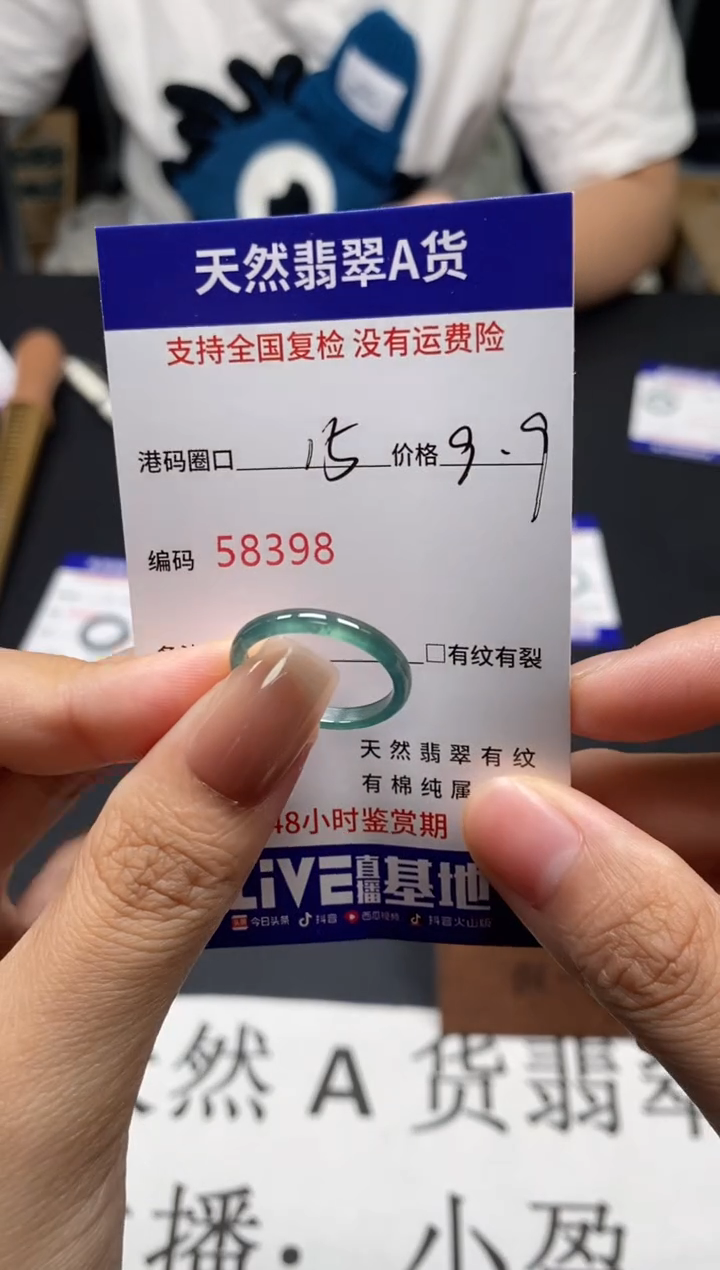 天然翡翠A货
支持全国复检 没有运费险
港码圈口 15 价格 9.9
编码 58398
□有纹有裂
天然翡翠有纹
有棉纯属
48小时鉴赏期
LIVE直播基地
今日头条 抖音 西瓜视频 抖音火山版
然 A 货翡翠
播：小盈